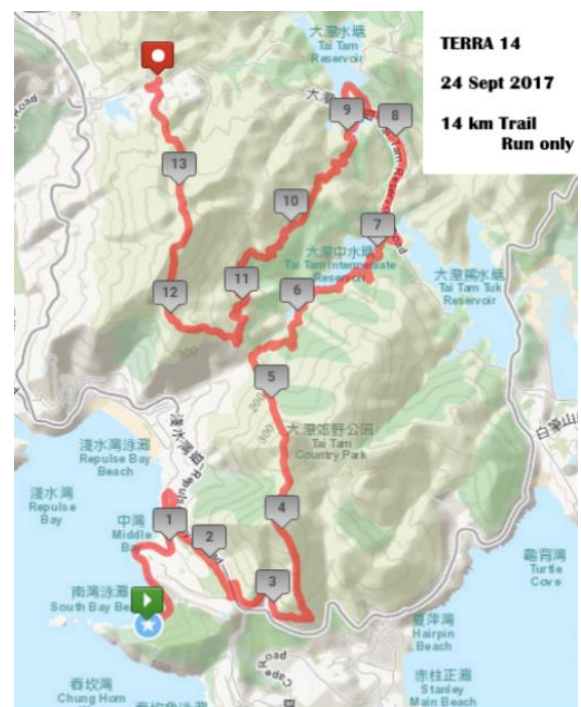 TERRA 14
24 Sept 2017
14 km Trail
Run only
大潭水塘
Tai Tam
Reservoir
9
8
13
10
7
大潭中水塘
Tai Tam Intermediate
Reservoir
大潭篤水塘
Tai Tam Tuk
Reservoir
11
6
12
300
5
200
300
大潭郊野公園
Tai Tam
Country Park
淺水灣泳灘
Repulse Bay
Beach
淺水灣
Repulse
Bay
4
中灣
Middle
1
2
龜背灣
Turtle
Cove
3
南灣泳灘
South Bay
100
夏萍灣
Hairpin
Beach
赤柱正灘
Stanley
Main Beach
舂坎灣
Chung Hom